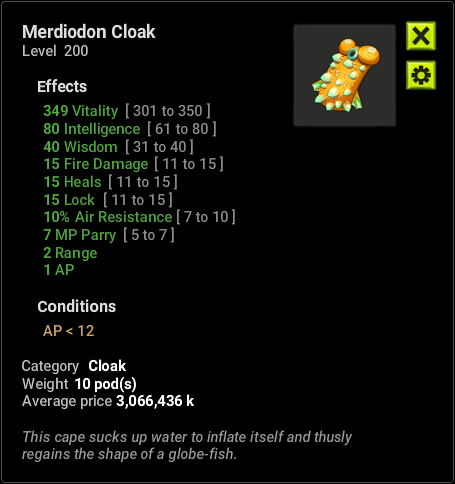 Merdiodon Cloak
Level 200
Effects
349 Vitality [ 301 to 350 ]
80 Intelligence [ 61 to 80 ]
40 Wisdom [ 31 to 40 ]
15 Fire Damage [ 11 to 15 ]
15 Heals [ 11 to 15 ]
15 Lock [ 11 to 15 ]
10% Air Resistance [ 7 to 10 ]
7 MP Parry [ 5 to 7 ]
2 Range
1 AP
Conditions
AP < 12
Category Cloak
Weight 10 pod(s)
Average price 3,066,436 k
This cape sucks up water to inflate itself and thusly
regains the shape of a globe-fish.